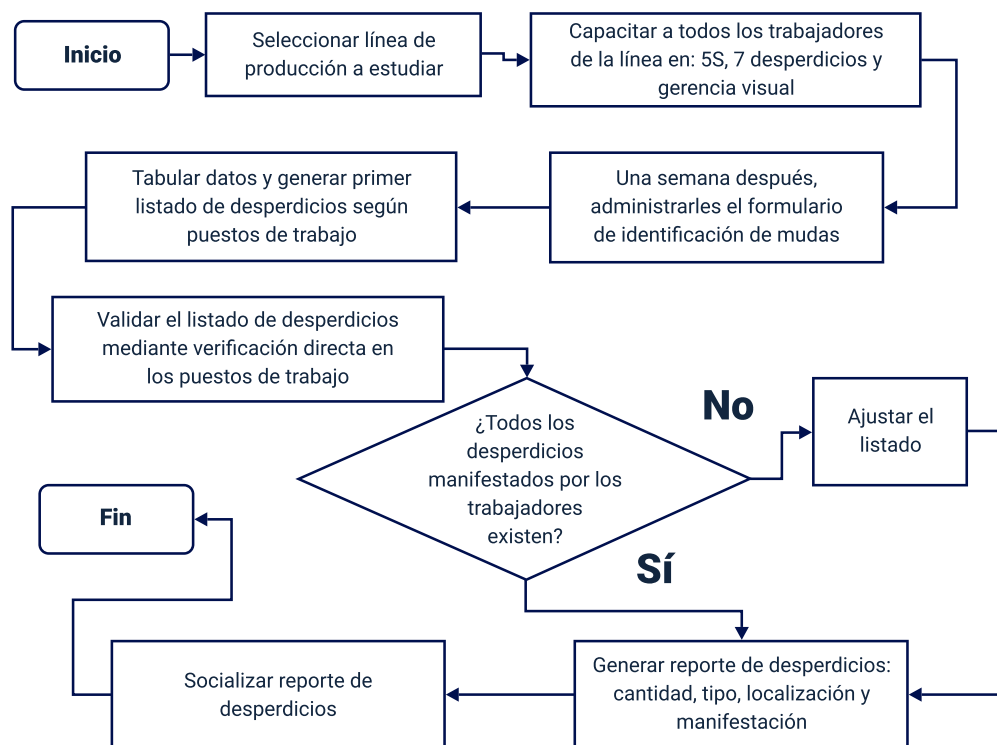 Inicio
Seleccionar línea de
producción a estudiar
Capacitar a todos los trabajadores
de la línea en: 5S, 7 desperdicios y
gerencia visual
Una semana después,
administrarles el formulario
de identificación de mudas
Tabular datos y generar primer
listado de desperdicios según
puestos de trabajo
Validar el listado de desperdicios
mediante verificación directa en
los puestos de trabajo
¿Todos los
desperdicios
manifestados por los
trabajadores
existen?
No
Ajustar el
listado
Sí
Generar reporte de desperdicios:
cantidad, tipo, localización y
manifestación
Socializar reporte de
desperdicios
Fin